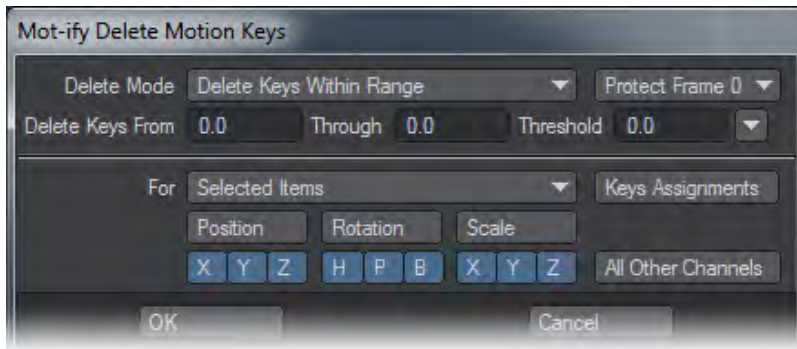 Mot-ify Delete Motion Keys
Delete Mode Delete Keys Within Range Protect Frame 0
Delete Keys From 0.0 Through 0.0 Threshold 0.0
For Selected Items Keys Assignments
Position Rotation Scale
X Y Z H P B X Y Z All Other Channels
OK Cancel